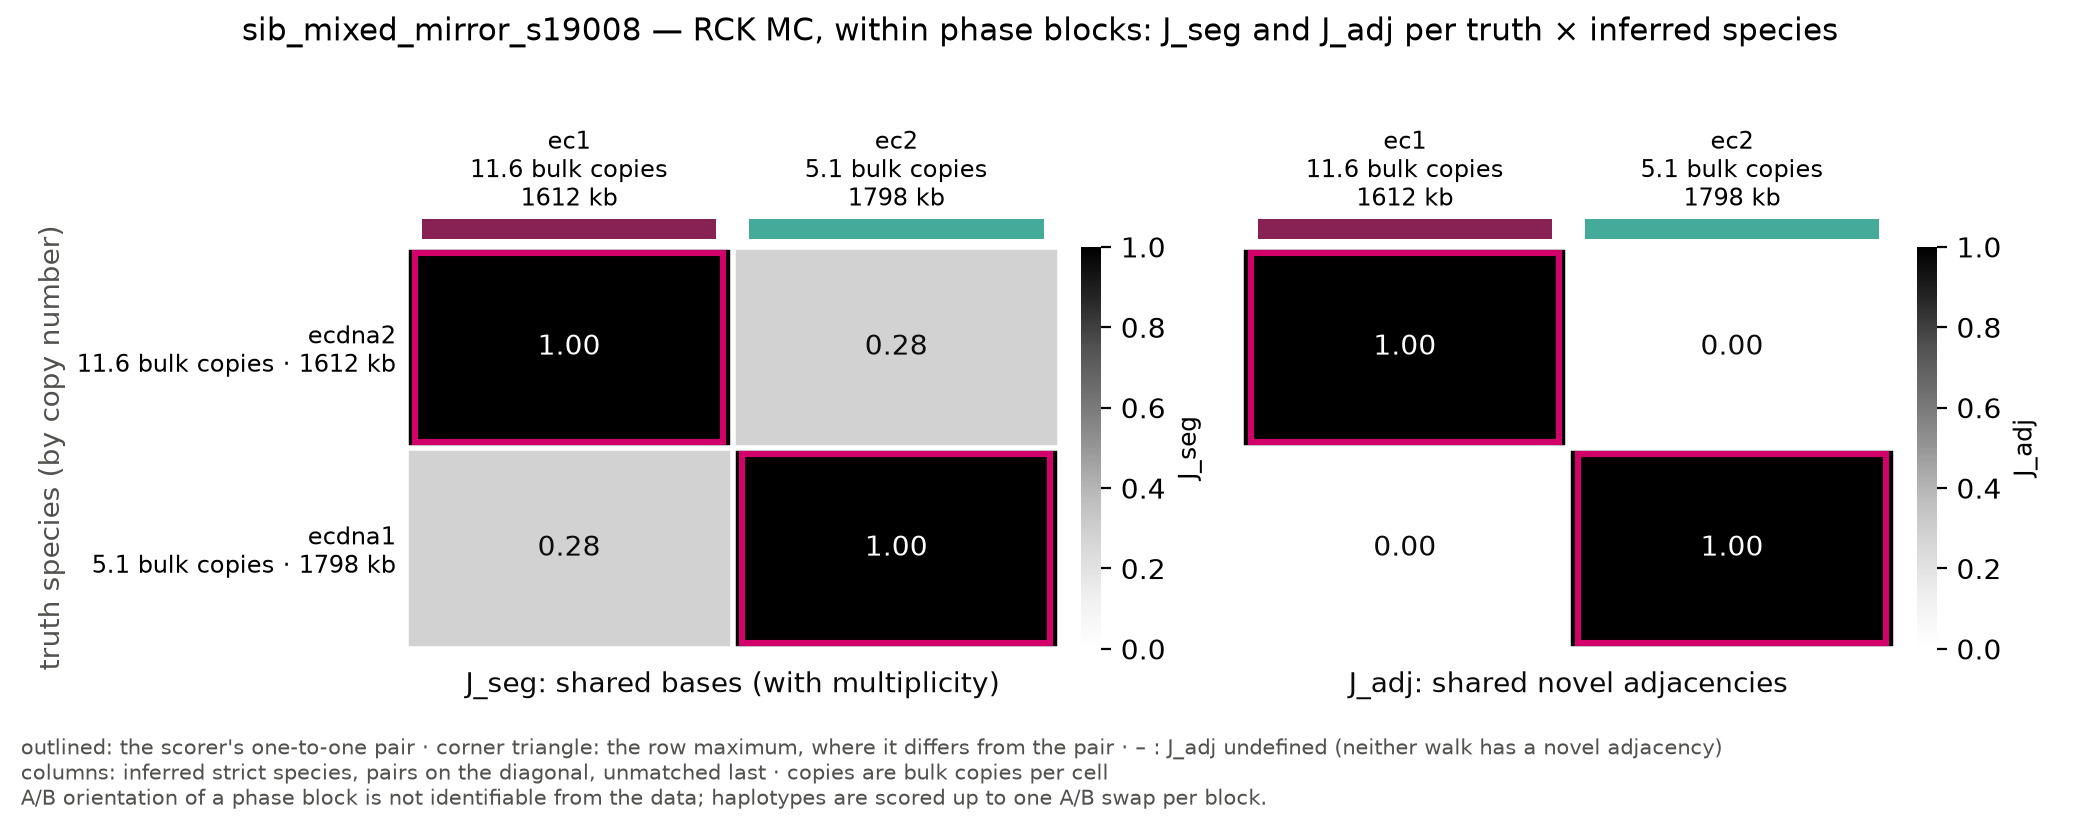 sib_mixed_mirror_s19008 — RCK MC, within phase blocks: J_seg and J_adj per truth × inferred species
ec1
11.6 bulk copies
1612 kb
ec2
5.1 bulk copies
1798 kb
truth species (by copy number)
ecdna2
11.6 bulk copies · 1612 kb
ecdna1
5.1 bulk copies · 1798 kb
1.00
0.28
0.28
1.00
1.0
0.8
0.6
0.4
0.2
0.0
J_seg
J_seg: shared bases (with multiplicity)
ec1
11.6 bulk copies
1612 kb
ec2
5.1 bulk copies
1798 kb
1.00
0.00
0.00
1.00
1.0
0.8
0.6
0.4
0.2
0.0
J_adj
J_adj: shared novel adjacencies
outlined: the scorer's one-to-one pair · corner triangle: the row maximum, where it differs from the pair · – : J_adj undefined (neither walk has a novel adjacency)
columns: inferred strict species, pairs on the diagonal, unmatched last · copies are bulk copies per cell
A/B orientation of a phase block is not identifiable from the data; haplotypes are scored up to one A/B swap per block.